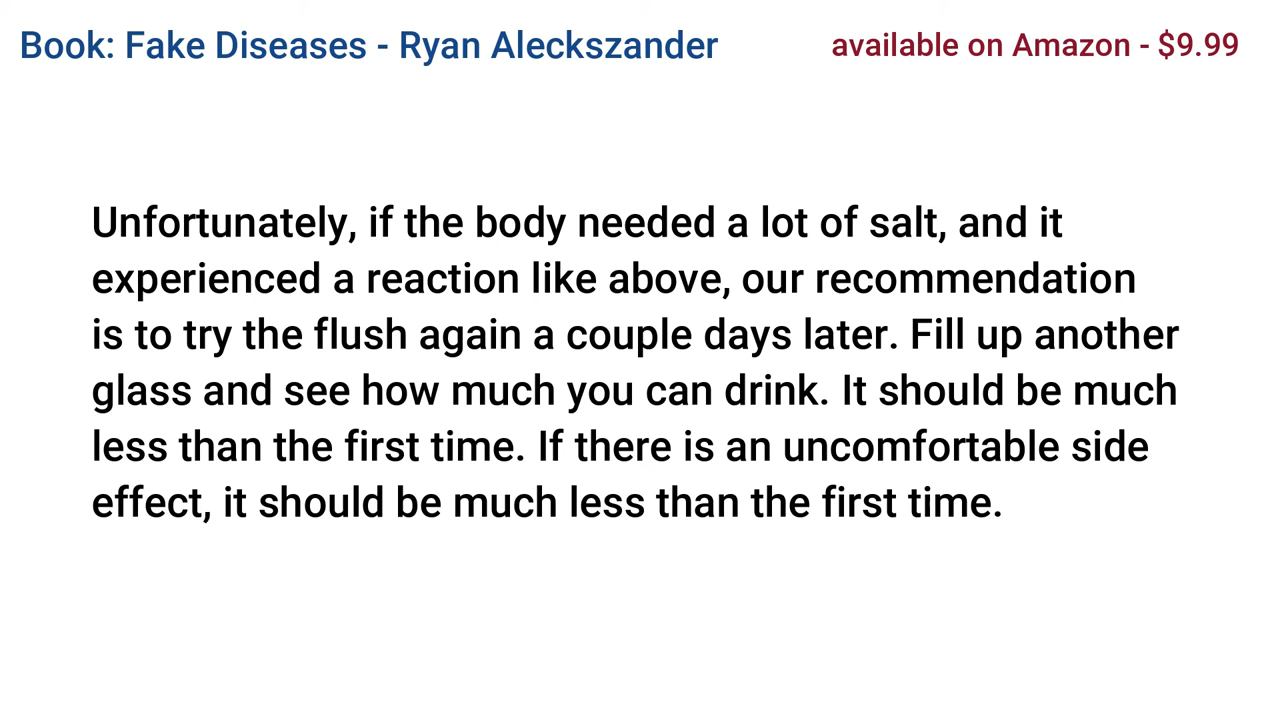 Book: Fake Diseases - Ryan Aleckszander
available on Amazon - $9.99
Unfortunately, if the body needed a lot of salt, and it
experienced a reaction like above, our recommendation
is to try the flush again a couple days later. Fill up another
glass and see how much you can drink. It should be much
less than the first time. If there is an uncomfortable side
effect, it should be much less than the first time.